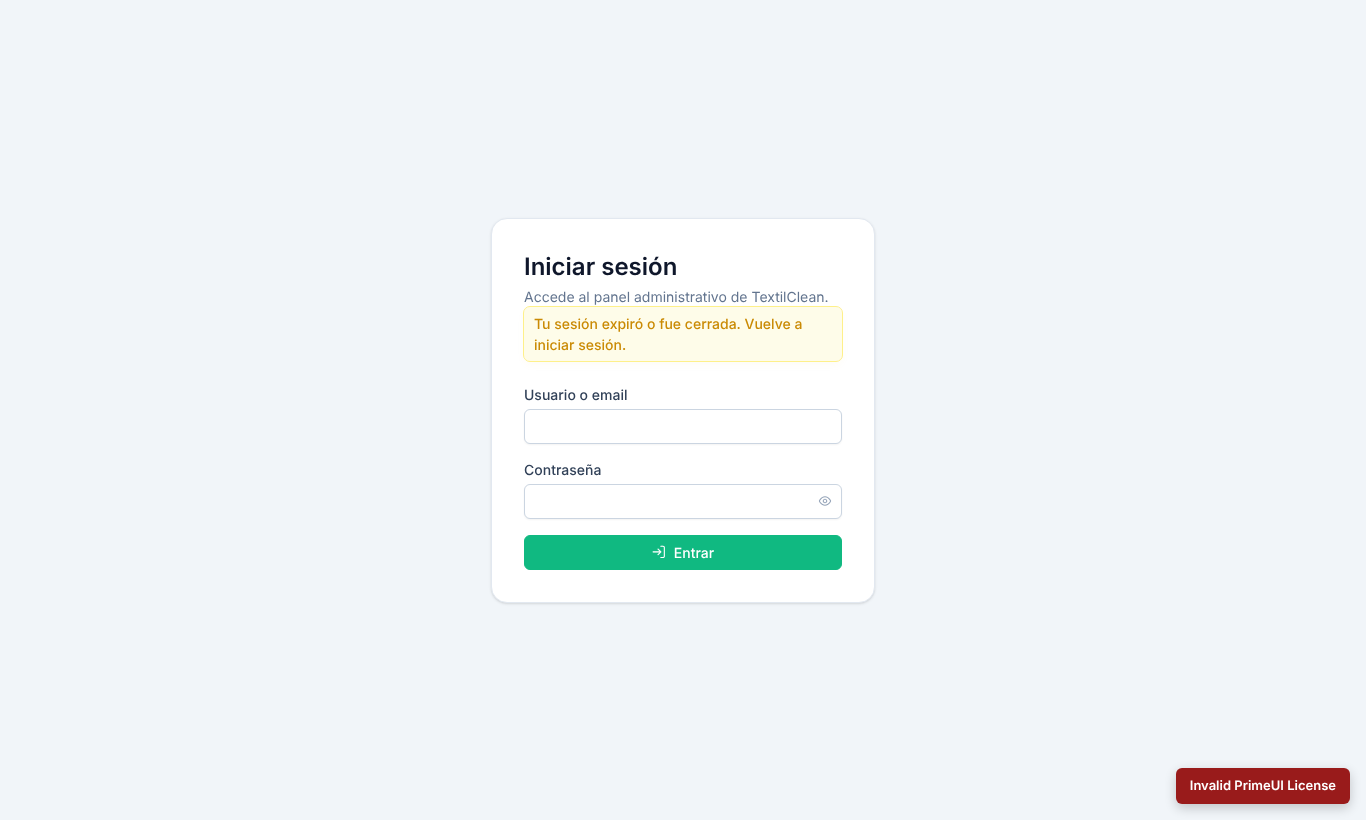 Iniciar sesión
Accede al panel administrativo de TextilClean.
Tu sesión expiró o fue cerrada. Vuelve a
iniciar sesión.
Usuario o email
Contraseña
Entrar
Invalid PrimeUI License